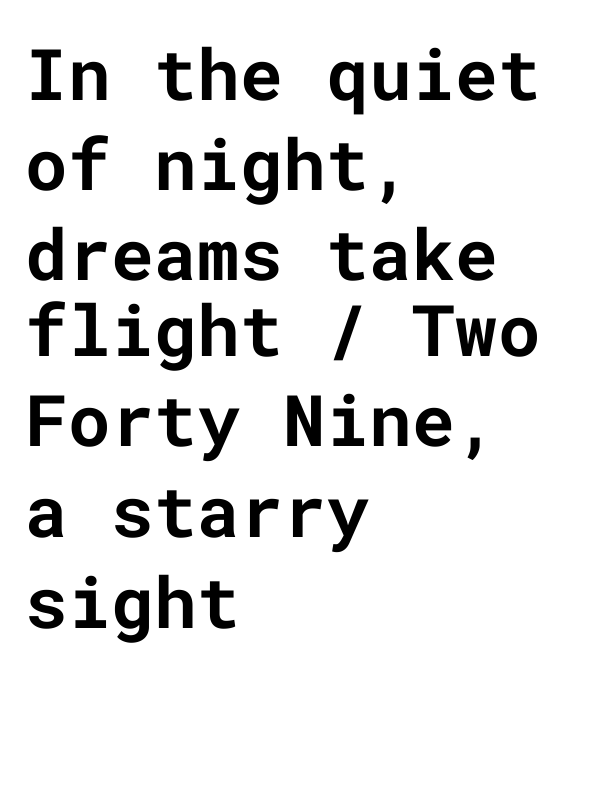 In the quiet
of night,
dreams take
flight / Two
Forty Nine,
a starry
sight